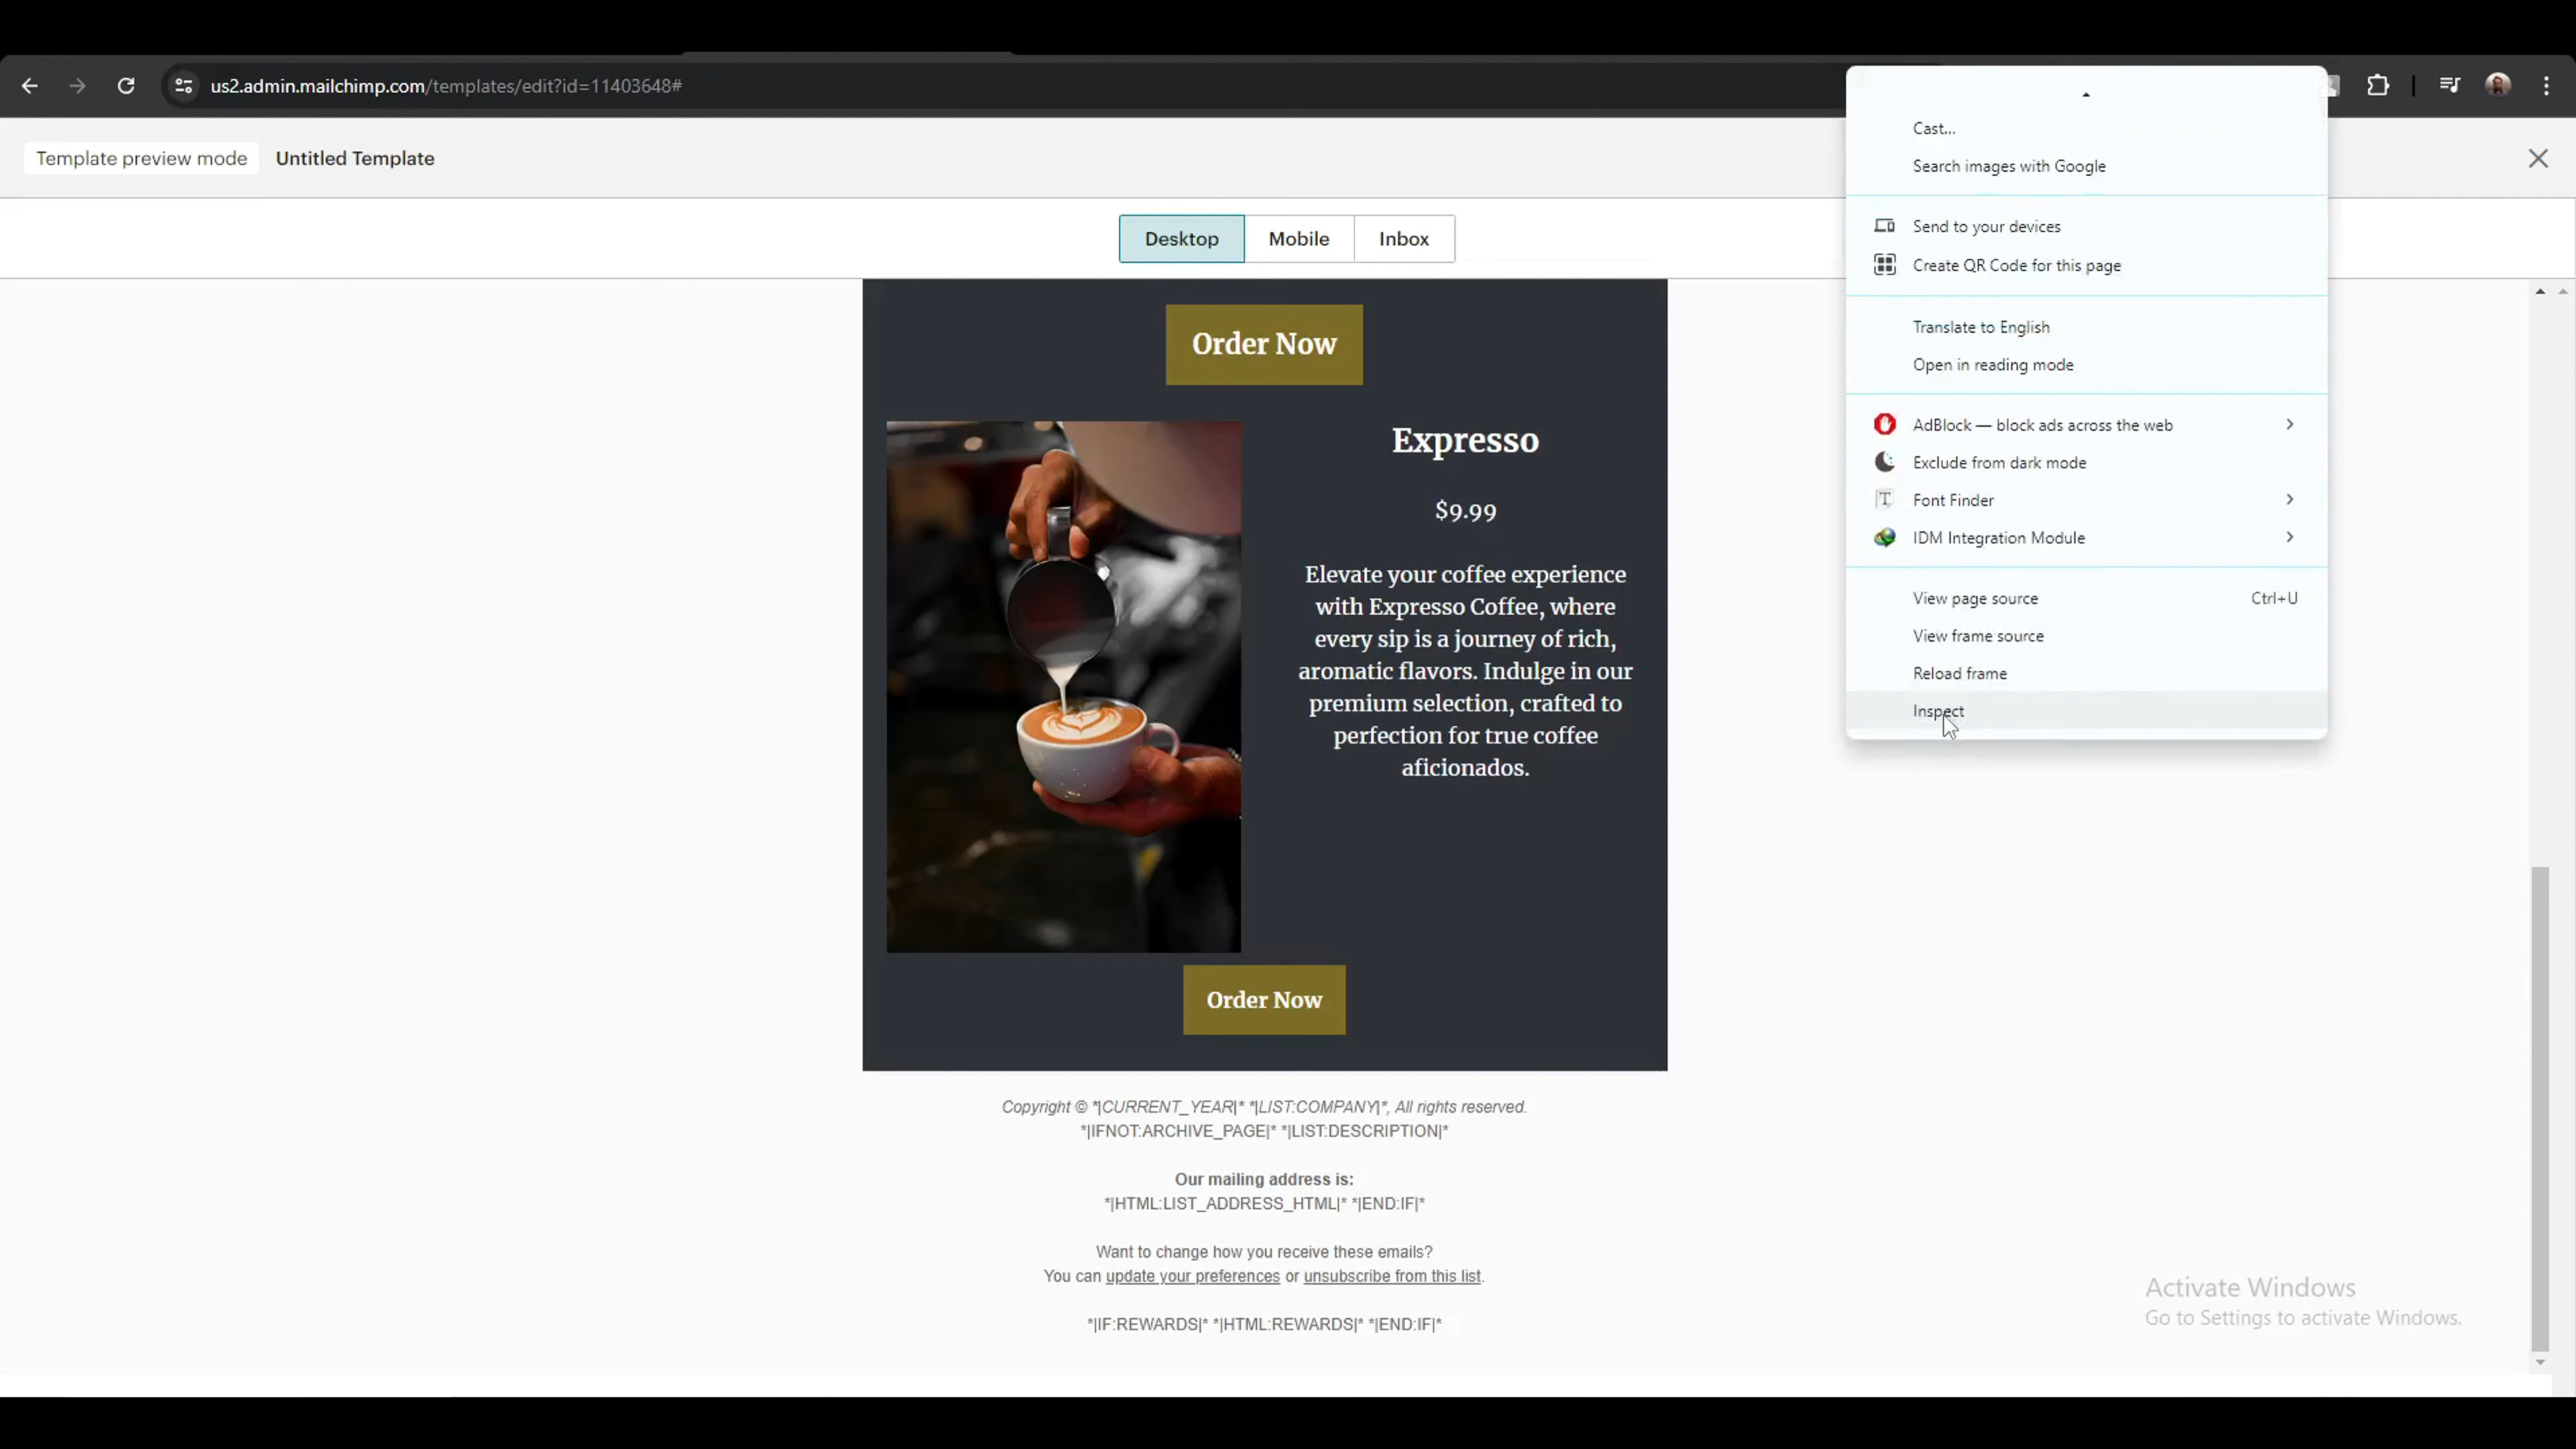 us2.admin.mailchimp.com/templates/edit?id=11403648#
Template preview mode Untitled Template
Desktop Mobile Inbox
Order Now
Expresso
$9.99
Elevate your coffee experience
with Expresso Coffee, where
every sip is a journey of rich,
aromatic flavors. Indulge in our
premium selection, crafted to
perfection for true coffee
aficionados.
Order Now
Copyright © *|CURRENT_YEAR|* *|LIST:COMPANY|*, All rights reserved.
*|IFNOT:ARCHIVE_PAGE|* *|LIST:DESCRIPTION|*
Our mailing address is:
*|HTML:LIST_ADDRESS_HTML|* *|END:IF|*
Want to change how you receive these emails?
You can update your preferences or unsubscribe from this list.
*|IF:REWARDS|* *|HTML:REWARDS|* *|END:IF|*
Cast...
Search images with Google
Send to your devices
Create QR Code for this page
Translate to English
Open in reading mode
AdBlock — block ads across the web
Exclude from dark mode
Font Finder
IDM Integration Module
View page source Ctrl+U
View frame source
Reload frame
Inspect
Activate Windows
Go to Settings to activate Windows.